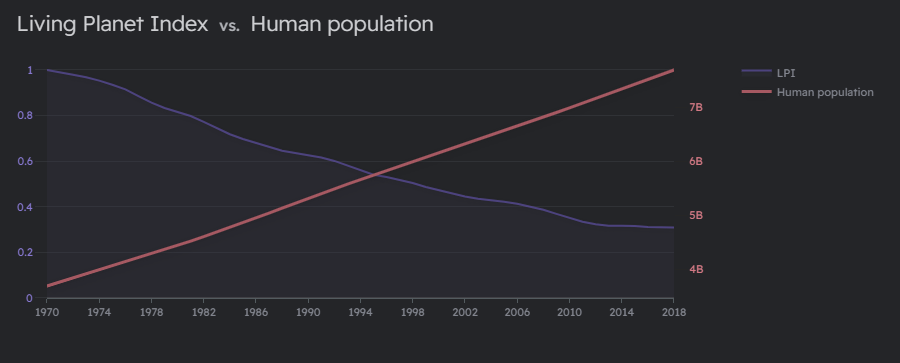 Living Planet Index vs. Human population
LPI
Human population
1
0.8
0.6
0.4
0.2
0
7B
6B
5B
4B
1970 1974 1978 1982 1986 1990 1994 1998 2002 2006 2010 2014 2018